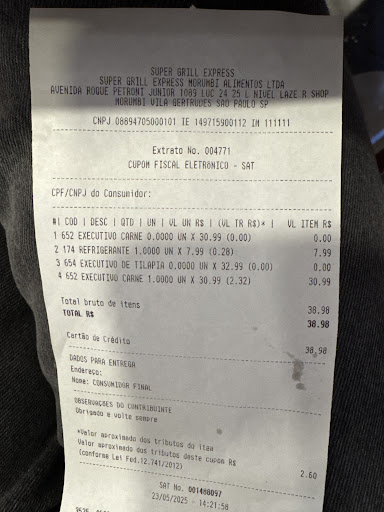 SUPER GRILL EXPRESS
SUPER GRILL EXPRESS MORUMBI ALIMENTOS LTDA
AVENIDA ROQUE PETRONI JUNIOR 1089 LUC 24 25 L NIVEL LAZE R SHOP
MORUMBI VILA GERTRUDES SAO PAULO SP
CNPJ 08894705000101 IE 149715900112 IM 111111
Extrato No. 004771
CUPOM FISCAL ELETRÔNICO - SAT
CPF/CNPJ do Consumidor:
#| COD | DESC | QTD | UN | VL UN R$ | (VL TR R$)* | VL ITEM R$
1 652 EXECUTIVO CARNE 0.0000 UN X 30.99 (0.00) 0.00
2 174 REFRIGERANTE 1.0000 UN X 7.99 (0.28) 7.99
3 654 EXECUTIVO DE TILAPIA 0.0000 UN X 32.99 (0.00) 0.00
4 652 EXECUTIVO CARNE 1.0000 UN X 30.99 (2.32) 30.99
Total bruto de itens 38.98
TOTAL R$ 38.98
Cartão de Crédito 38.98
DADOS PARA ENTREGA
Endereço:
Nome: CONSUMIDOR FINAL
OBSERVAÇÕES DO CONTRIBUINTE
Obrigado e volte sempre
*Valor aproximado dos tributos do item
Valor aproximado dos tributos deste cupom R$ 2.60
(conforme Lei Fed.12.741/2012)
SAT No. 001488097
23/05/2025 - 14:21:58